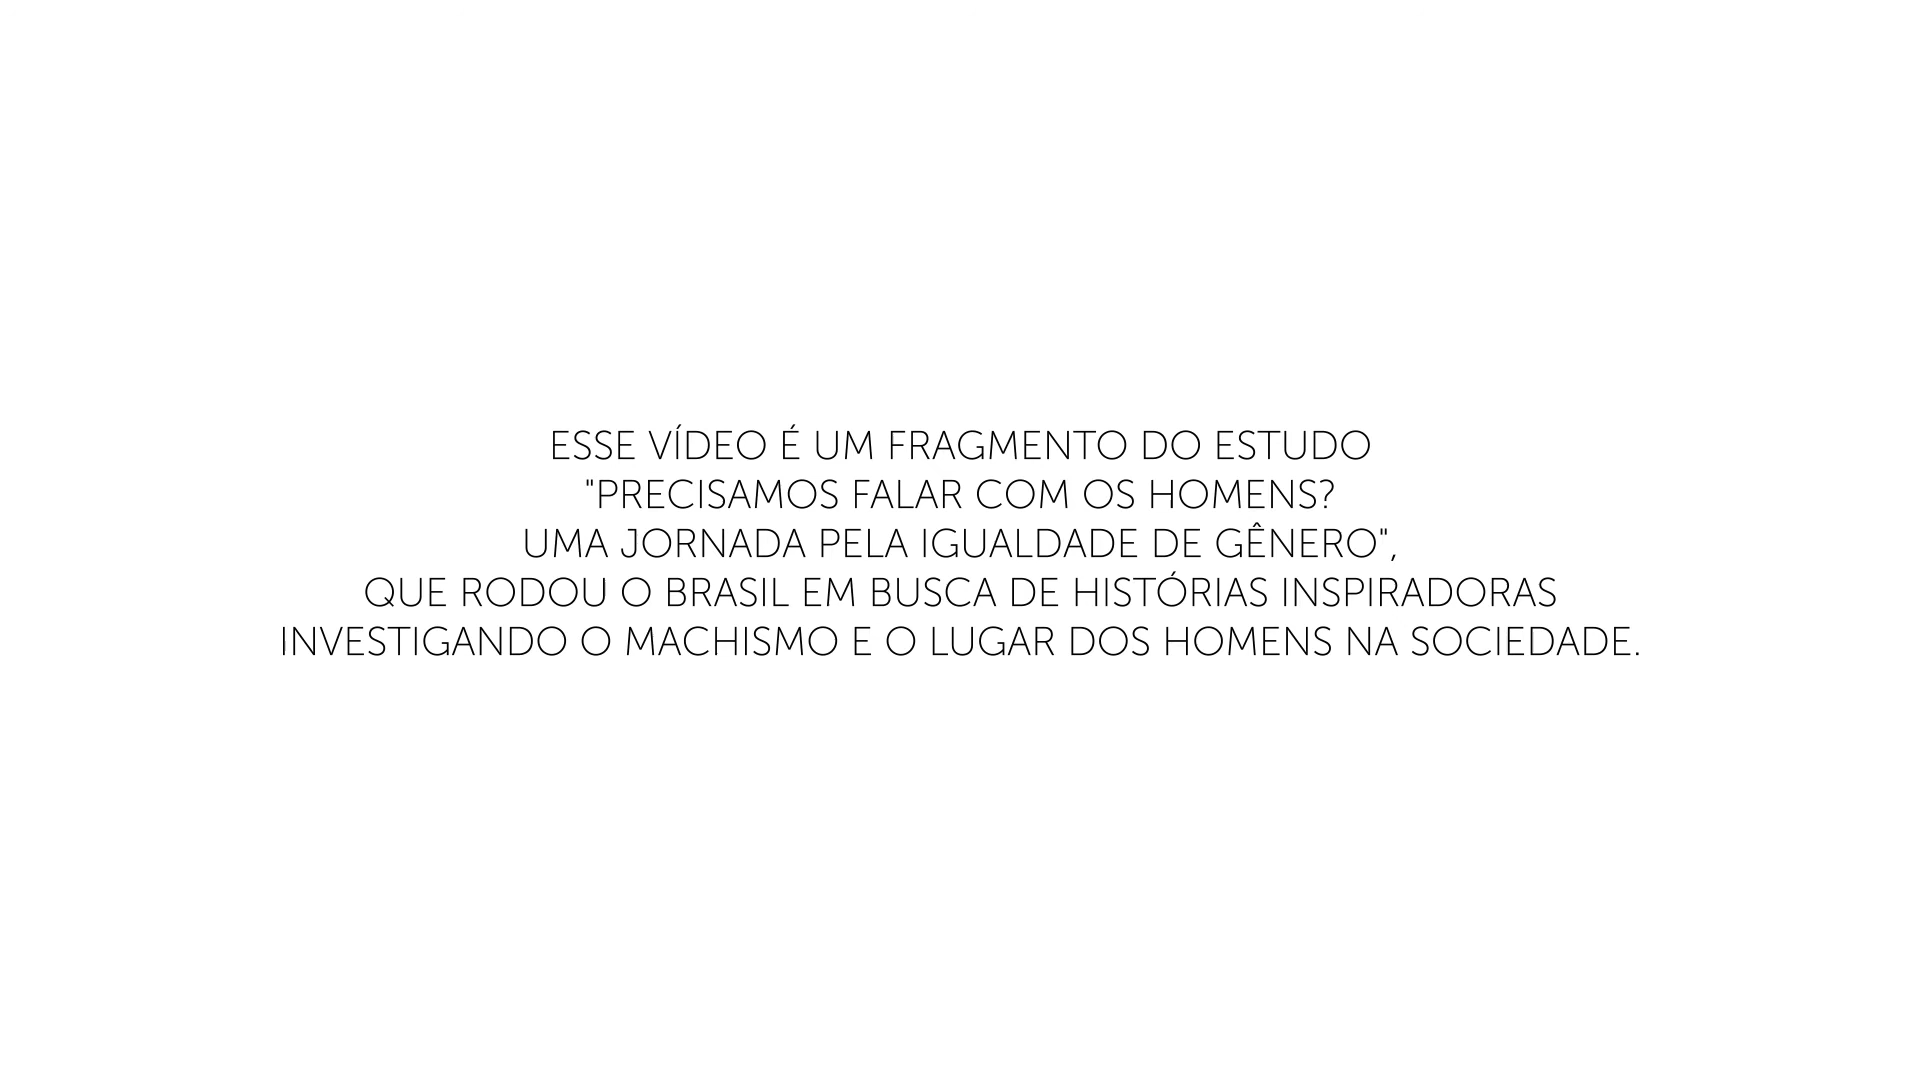 ESSE VÍDEO É UM FRAGMENTO DO ESTUDO
"PRECISAMOS FALAR COM OS HOMENS?
UMA JORNADA PELA IGUALDADE DE GÊNERO",
QUE RODOU O BRASIL EM BUSCA DE HISTÓRIAS INSPIRADORAS
INVESTIGANDO O MACHISMO E O LUGAR DOS HOMENS NA SOCIEDADE.